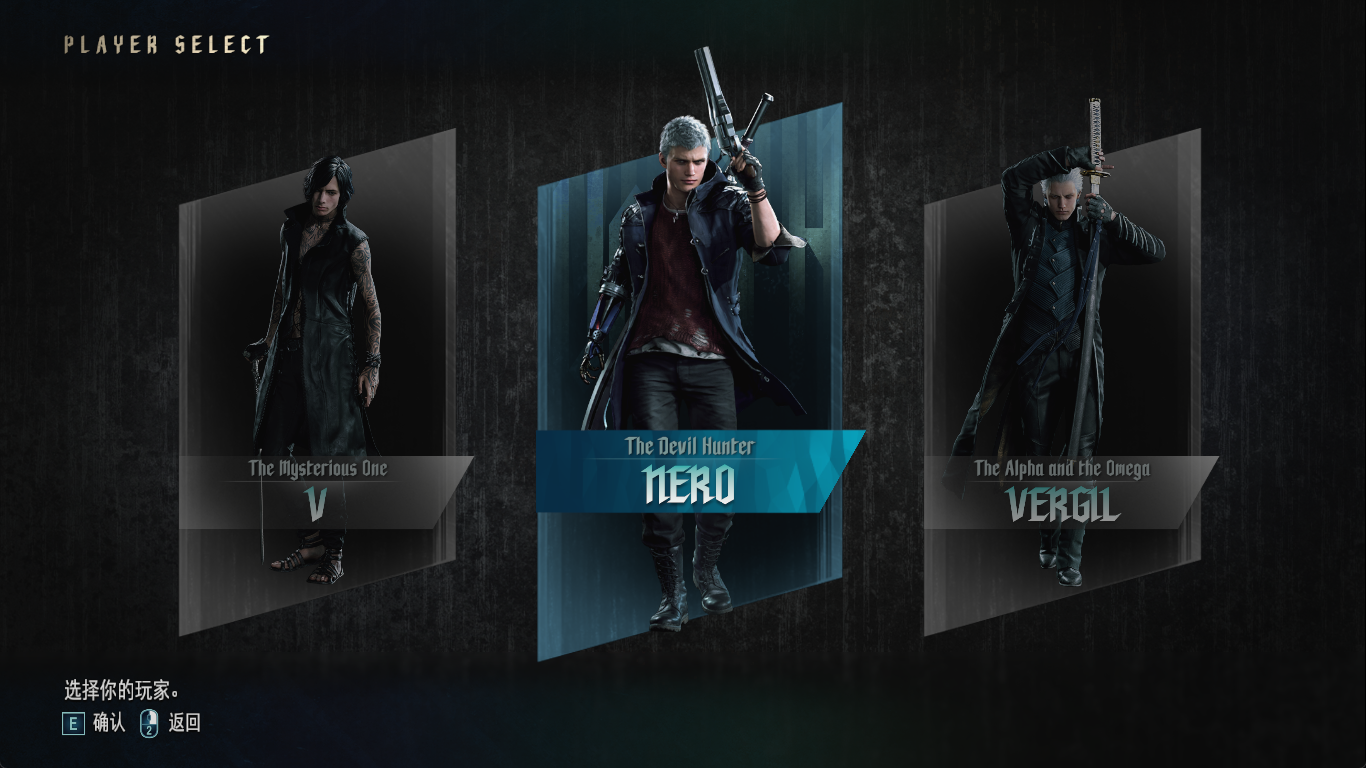 PLAYER SELECT
The Mysterious One
V
The Devil Hunter
NERO
The Alpha and the Omega
VERGIL
选择你的玩家。
E 确认 2 返回